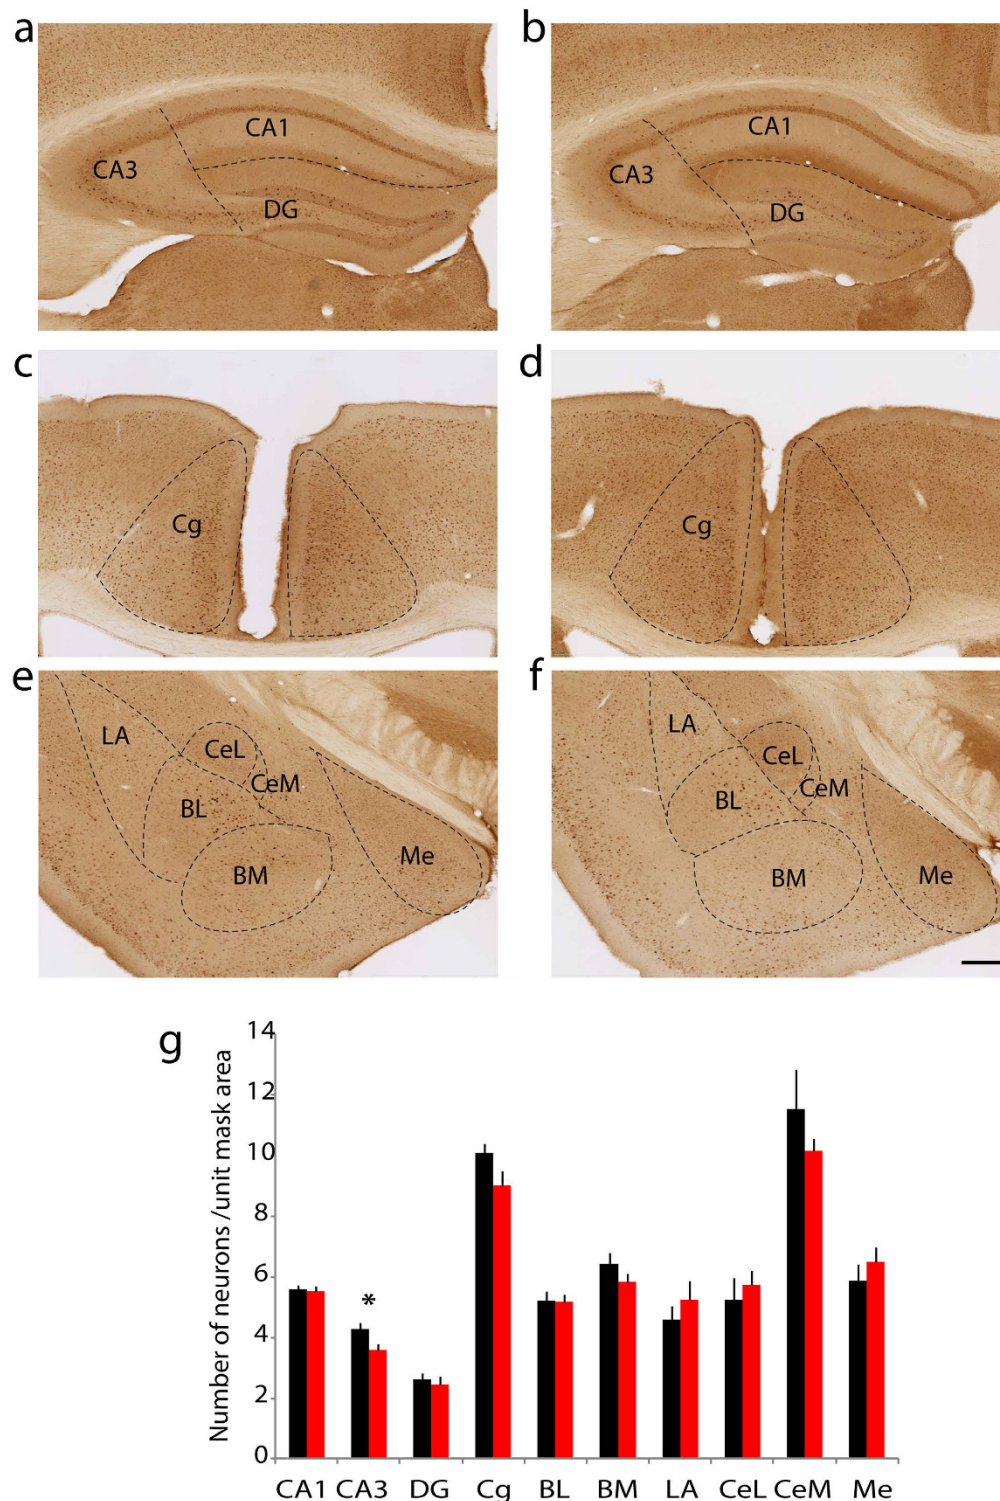 a b
CA1 CA1
CA3 CA3
DG DG
c d
Cg Cg
e f
LA LA
CeL CeL
CeM CeM
BL BL
BM BM
Me Me
g
Number of neurons /unit mask area
14
12
10
8
6
4
2
0
*
CA1 CA3 DG Cg BL BM LA CeL CeM Me